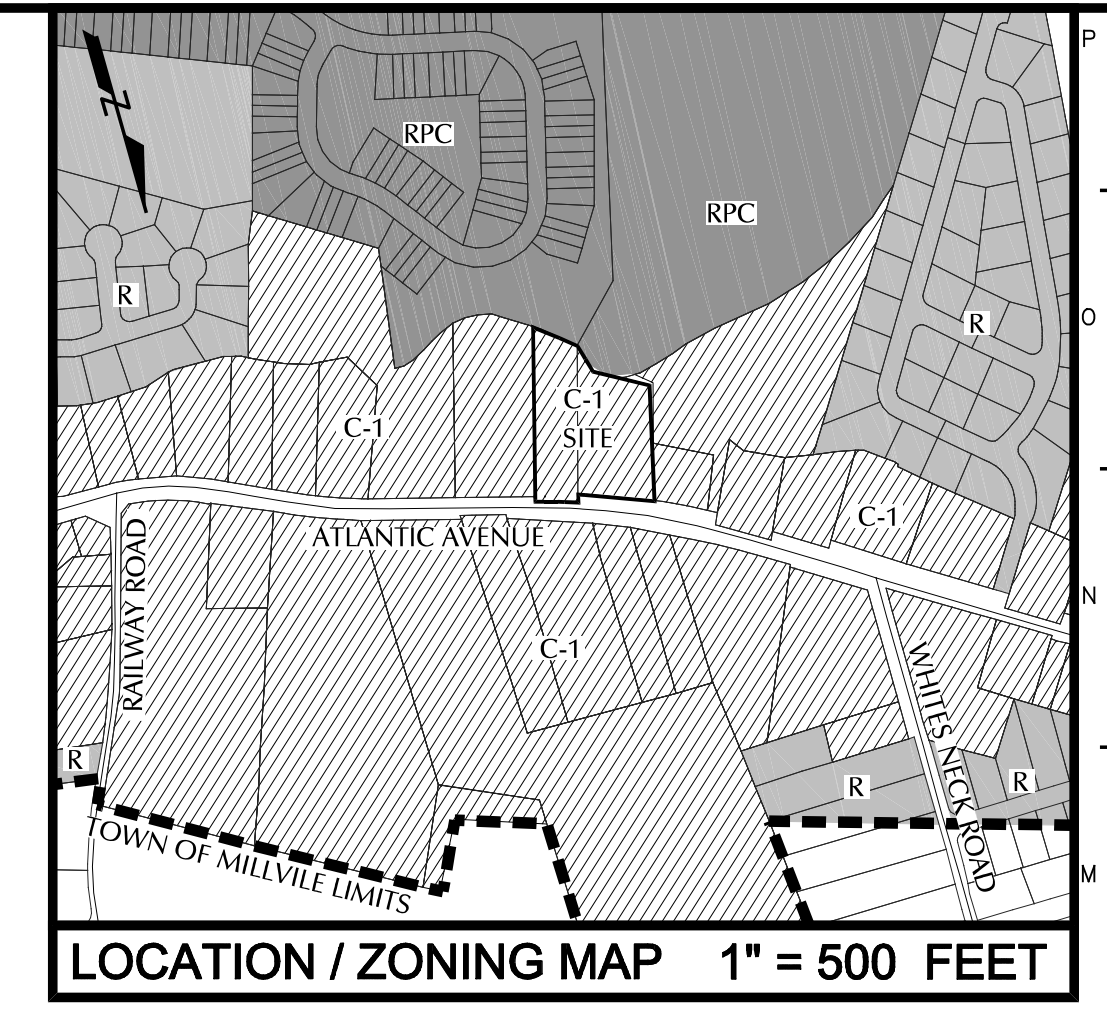 P
N
RPC
RPC
R
O
R
C-1
C-1
SITE
C-1
ATLANTIC AVENUE
RAILWAY ROAD
N
C-1
WHITES NECK ROAD
R
R
R
TOWN OF MILLVILE LIMITS
M
LOCATION / ZONING MAP 1" = 500 FEET